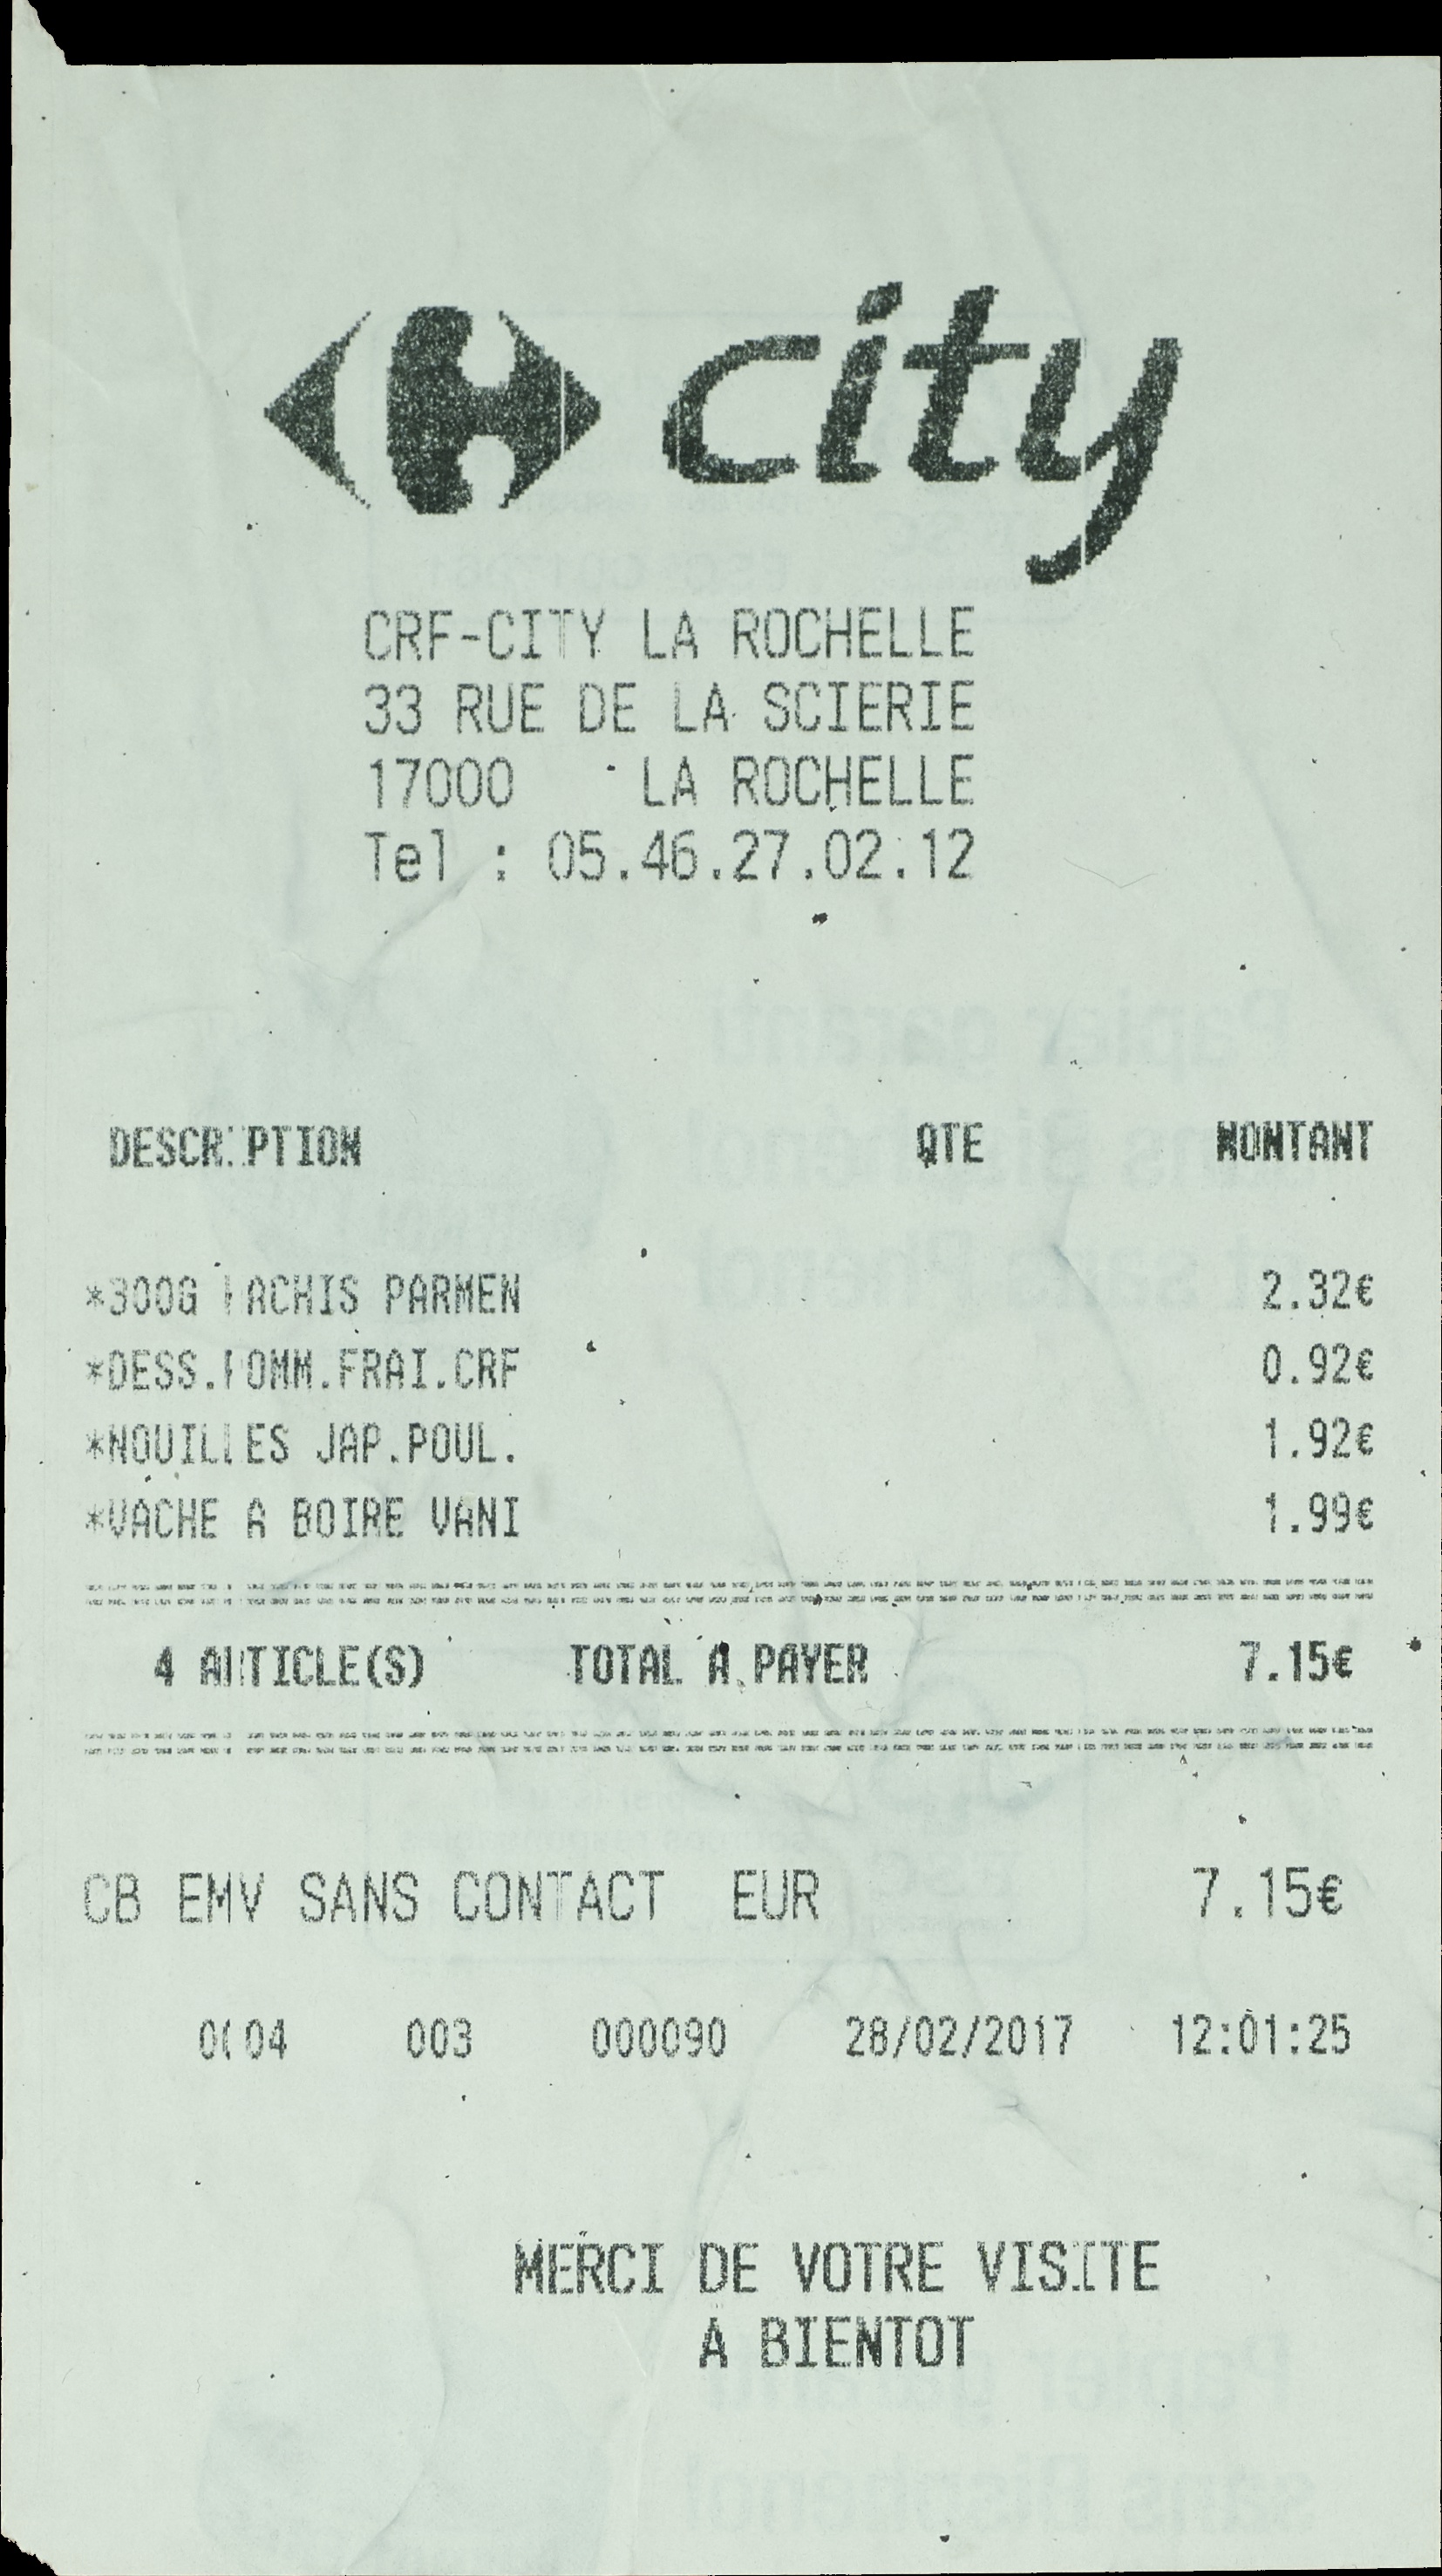 city
CRF-CITY LA ROCHELLE
33 RUE DE LA SCIERIE
17000 LA ROCHELLE
Tel : 05.46.27.02.12
DESCRIPTION QTE MONTANT
*300G HACHIS PARMEN 2.32€
*DESS.POMM.FRAI.CRF 0.92€
*NOUILLES JAP.POUL. 1.92€
*VACHE A BOIRE VANI 1.99€
4 ARTICLE(S) TOTAL A PAYER 7.15€
CB EMV SANS CONTACT EUR 7.15€
0004 003 000090 28/02/2017 12:01:25
MERCI DE VOTRE VISITE
A BIENTOT